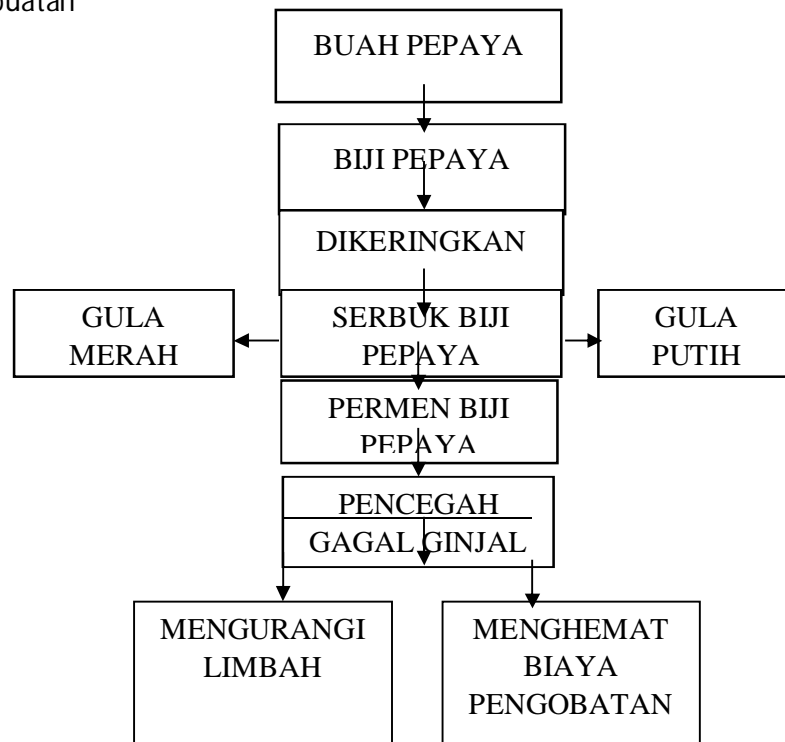 BUAH PEPAYA
BIJI PEPAYA
DIKERINGKAN
GULA
MERAH
SERBUK BIJI
PEPAYA
GULA
PUTIH
PERMEN BIJI
PEPAYA
PENCEGAH
GAGAL GINJAL
MENGURANGI
LIMBAH
MENGHEMAT
BIAYA
PENGOBATAN